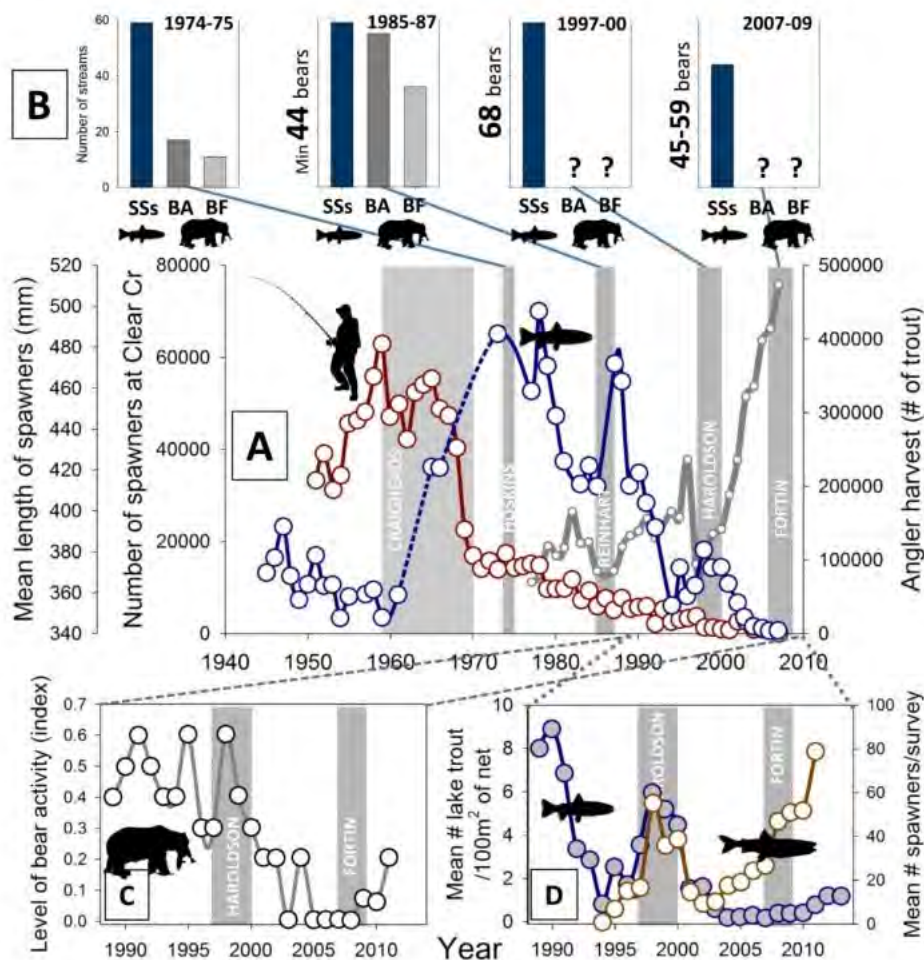 60
40
20
0
Number of streams
B
1974-75
1985-87
1997-00
2007-09
Min 44 bears
68 bears
45-59 bears
? ?
? ?
SSs BA BF
SSs BA BF
SSs BA BF
SSs BA BF
Mean length of spawners (mm)
520
500
480
460
440
420
400
380
360
340
Number of spawners at Clear Cr
80000
60000
40000
20000
0
A
CRAIGHEADS
HOSKINS
REINHART
HAROLDSON
FORTIN
500000
400000
300000
200000
100000
0
Angler harvest (# of trout)
1940 1950 1960 1970 1980 1990 2000 2010
Level of bear activity (index)
0.7
0.6
0.5
0.4
0.3
0.2
0.1
0.0
HAROLDSON
FORTIN
C
1990 1995 2000 2005 2010
Mean # lake trout
/100m² of net
10
8
6
4
2
0
ROLDSON
FORTIN
D
100
80
60
40
20
0
Mean # spawners/survey
1990 1995 2000 2005 2010
Year